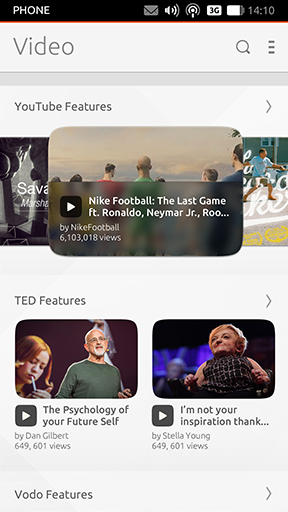 PHONE 3G 14:10
Video
YouTube Features
Sava
Marsha
Nike Football: The Last Game
ft. Ronaldo, Neymar Jr., Roo...
by NikeFootball
6,103,018 views
TED Features
The Psychology of
your Future Self
by Dan Gilbert
649, 601 views
I'm not your
inspiration thank...
by Stella Young
649, 601 views
Vodo Features